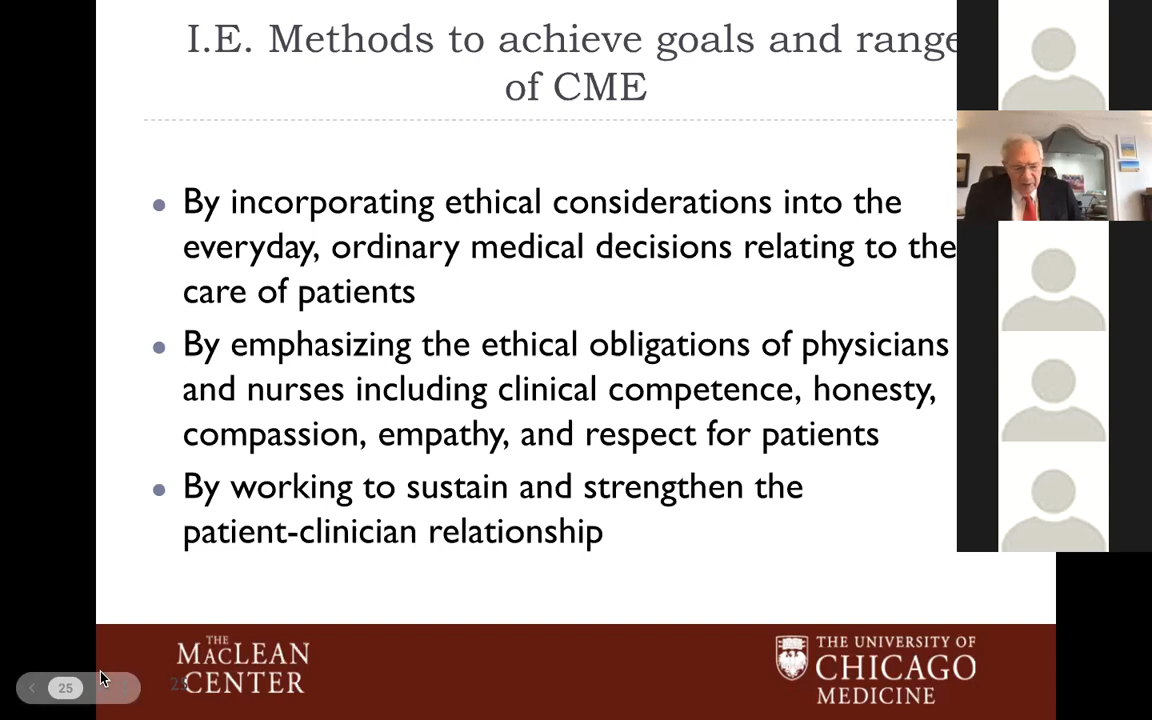 I.E. Methods to achieve goals and range
of CME
By incorporating ethical considerations into the
everyday, ordinary medical decisions relating to the
care of patients
By emphasizing the ethical obligations of physicians
and nurses including clinical competence, honesty,
compassion, empathy, and respect for patients
By working to sustain and strengthen the
patient-clinician relationship
THE
MACLEAN
CENTER
THE UNIVERSITY OF
CHICAGO
MEDICINE
25